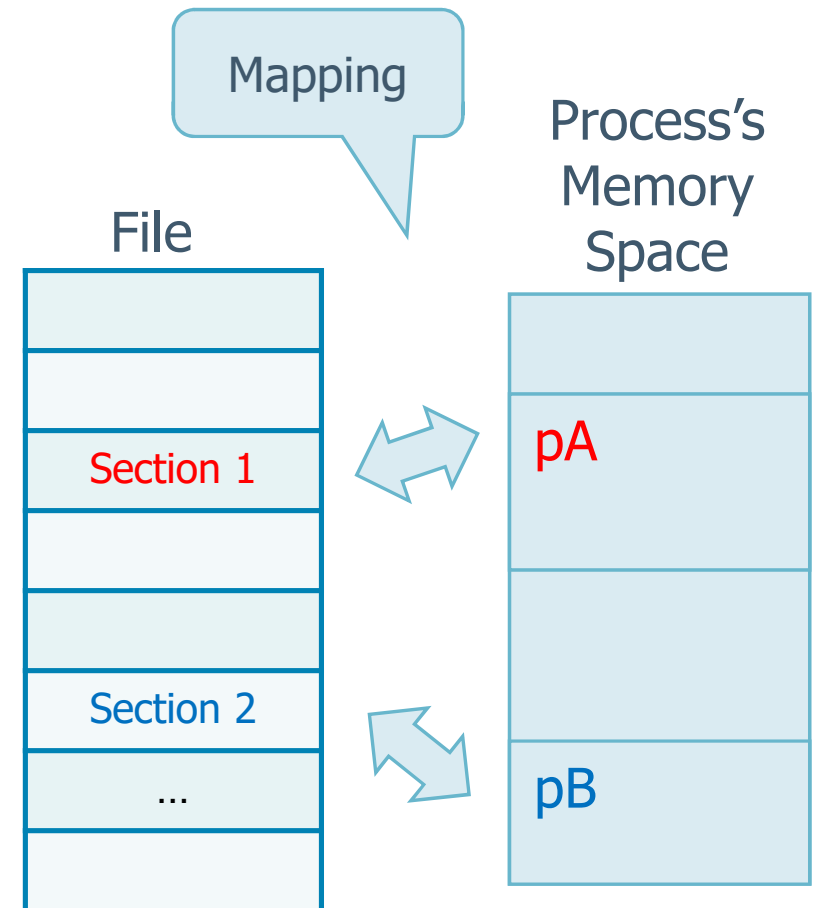 Mapping
Process’s
Memory
Space
File
Section 1
pA
Section 2
...
pB